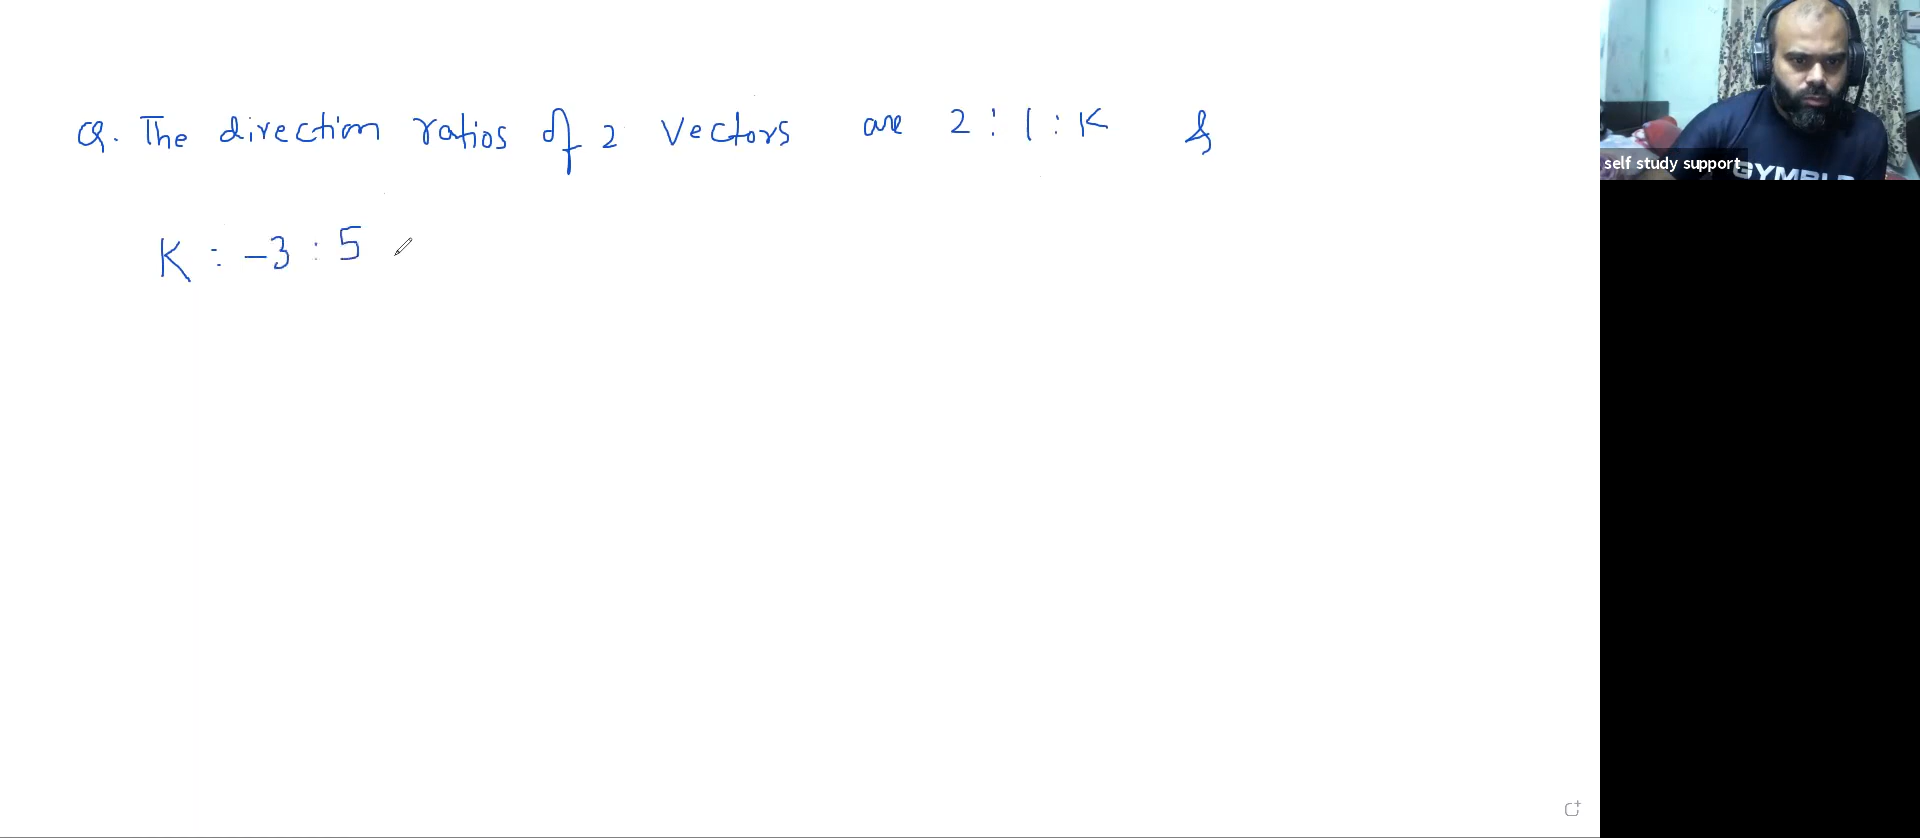 Q. The direction ratios of 2 vectors are 2 : 1 : K &
K : -3 : 5
self study support